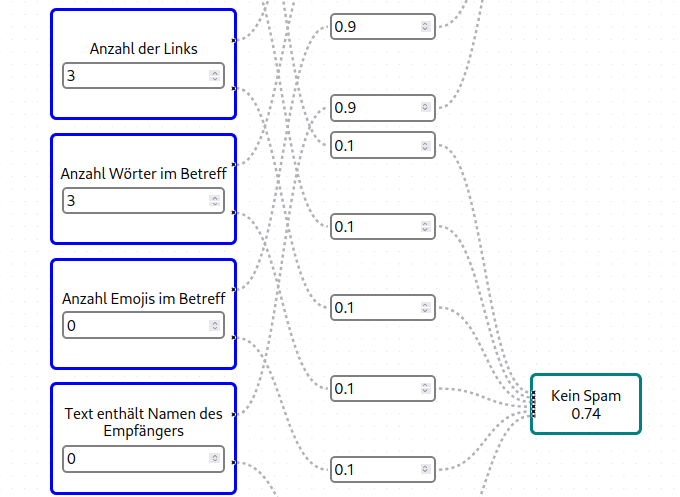 Anzahl der Links
3
Anzahl Wörter im Betreff
3
Anzahl Emojis im Betreff
0
Text enthält Namen des
Empfängers
0
0.9
0.9
0.1
0.1
0.1
0.1
0.1
Kein Spam
0.74